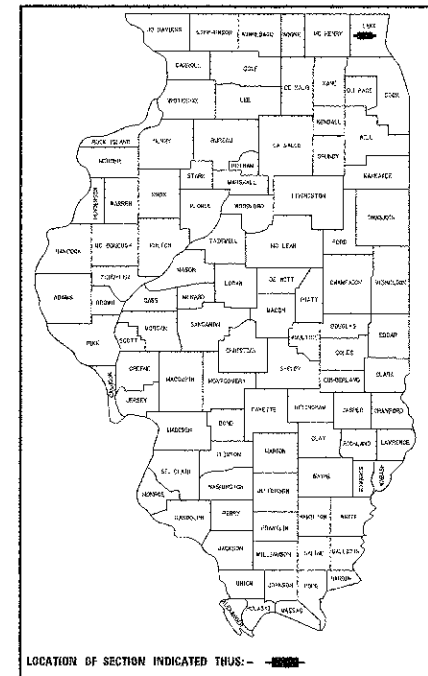 JO DAVIESS STEPHENSON WINNEBAGO BOONE MC HENRY LAKE
CARROLL OGLE DE KALB KANE DU PAGE COOK
WHITESIDE LEE KENDALL WILL
ROCK ISLAND HENRY BUREAU LA SALLE GRUNDY
MERCER PUTNAM KANKAKEE
STARK MARSHALL
HENDERSON WARREN KNOX PEORIA WOODFORD LIVINGSTON IROQUOIS
HANCOCK MC DONOUGH FULTON TAZEWELL MC LEAN FORD
SCHUYLER MASON LOGAN DE WITT CHAMPAIGN VERMILION
ADAMS BROWN CASS MENARD MACON PIATT
MORGAN SANGAMON MOULTRIE DOUGLAS EDGAR
PIKE SCOTT CHRISTIAN COLES
GREENE MACOUPIN SHELBY CUMBERLAND CLARK
CALHOUN JERSEY MONTGOMERY
FAYETTE EFFINGHAM JASPER CRAWFORD
MADISON BOND CLAY RICHLAND LAWRENCE
CLINTON MARION
ST. CLAIR WAYNE EDWARDS WABASH
MONROE WASHINGTON JEFFERSON
RANDOLPH PERRY HAMILTON WHITE
FRANKLIN
JACKSON WILLIAMSON SALINE GALLATIN
UNION JOHNSON POPE HARDIN
ALEXANDER PULASKI MASSAC
LOCATION OF SECTION INDICATED THUS:-